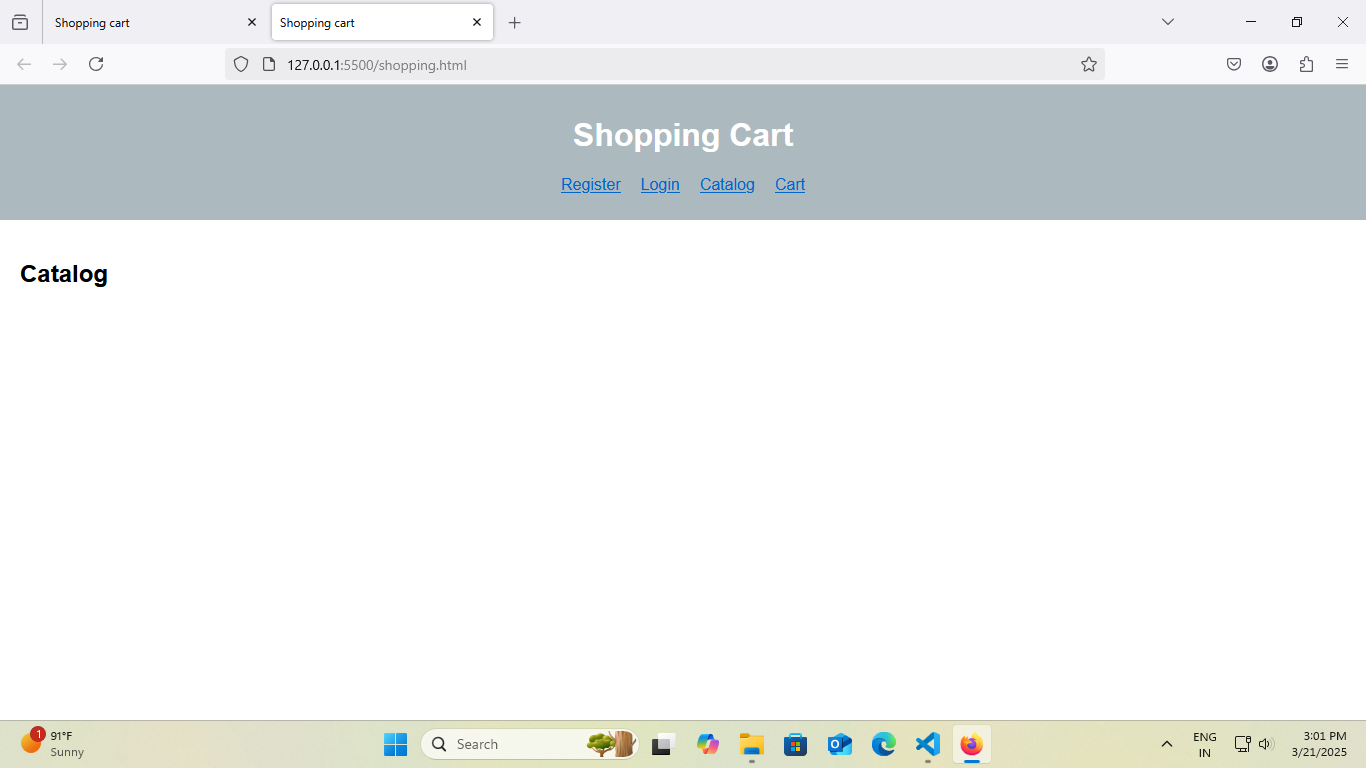 Shopping cart
Shopping cart
127.0.0.1:5500/shopping.html
Shopping Cart
Register Login Catalog Cart
Catalog
1
91°F
Sunny
Search
ENG
IN
3:01 PM
3/21/2025